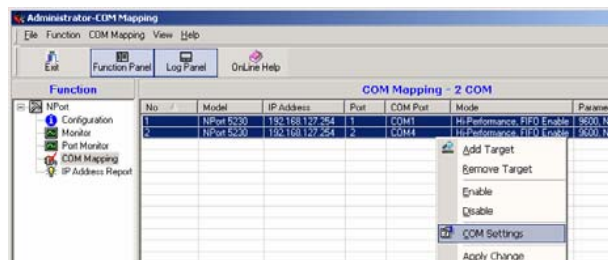 Administrator-COM Mapping
File Function COM Mapping View Help
Exit Function Panel Log Panel OnLine Help
Function
COM Mapping - 2 COM
NPort
Configuration
Monitor
Port Monitor
COM Mapping
IP Address Report
No Model IP Address Port COM Port Mode Parame
1 NPort 5230 192.168.127.254 1 COM1 Hi-Performance, FIFO Enable 9600, N
2 NPort 5230 192.168.127.254 2 COM4 Hi-Performance, FIFO Enable 9600, N
Add Target
Remove Target
Enable
Disable
COM Settings
Apply Change